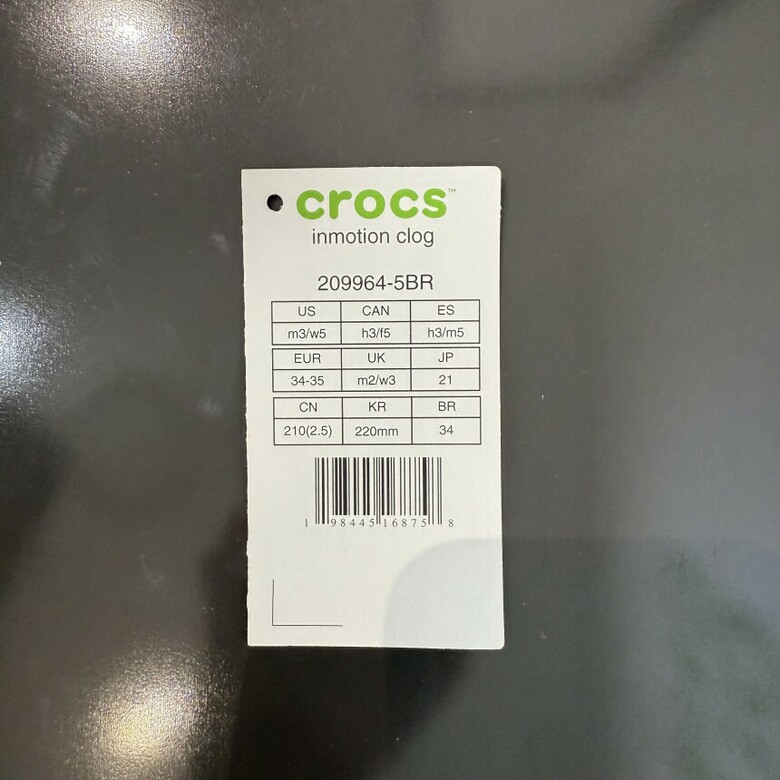 crocs™
inmotion clog
209964-5BR
US CAN ES
m3/w5 h3/f5 h3/m5
EUR UK JP
34-35 m2/w3 21
CN KR BR
210(2.5) 220mm 34
1 98445 16875 8